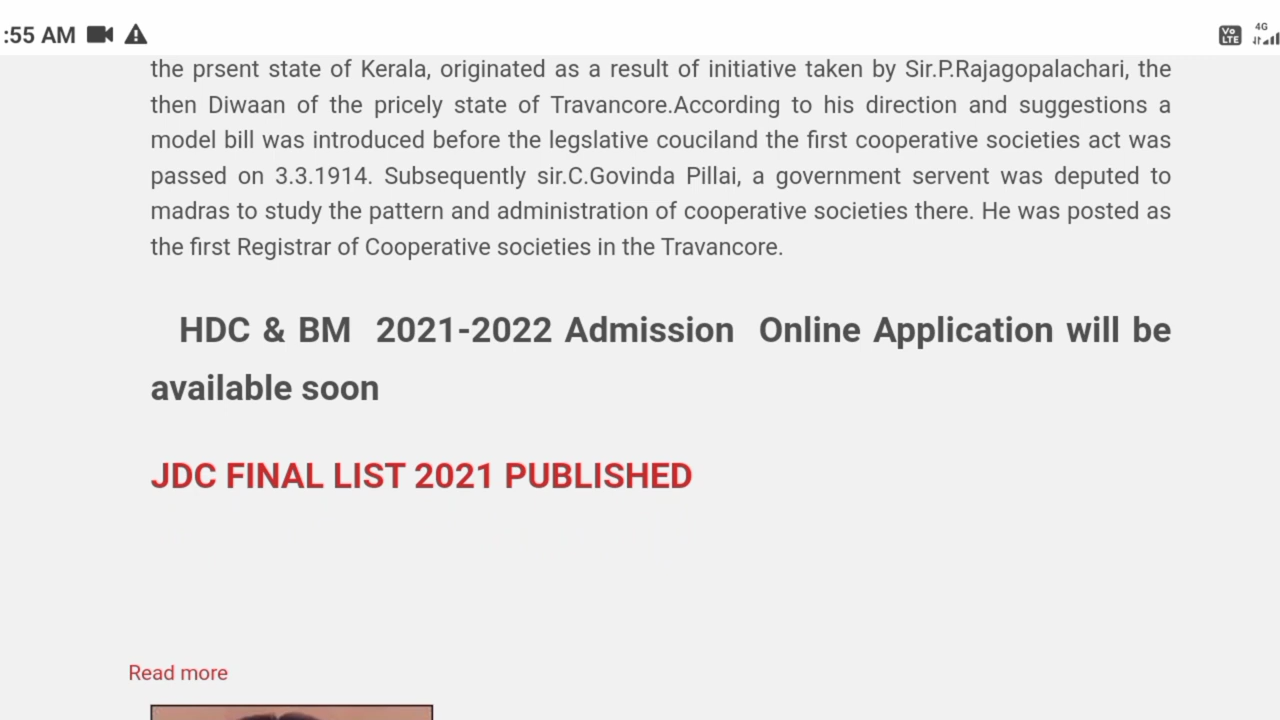 :55 AM
Vo LTE
4G
the prsent state of Kerala, originated as a result of initiative taken by Sir.P.Rajagopalachari, the
then Diwaan of the pricely state of Travancore.According to his direction and suggestions a
model bill was introduced before the legslative couciland the first cooperative societies act was
passed on 3.3.1914. Subsequently sir.C.Govinda Pillai, a government servent was deputed to
madras to study the pattern and administration of cooperative societies there. He was posted as
the first Registrar of Cooperative societies in the Travancore.
HDC & BM 2021-2022 Admission Online Application will be
available soon
JDC FINAL LIST 2021 PUBLISHED
Read more